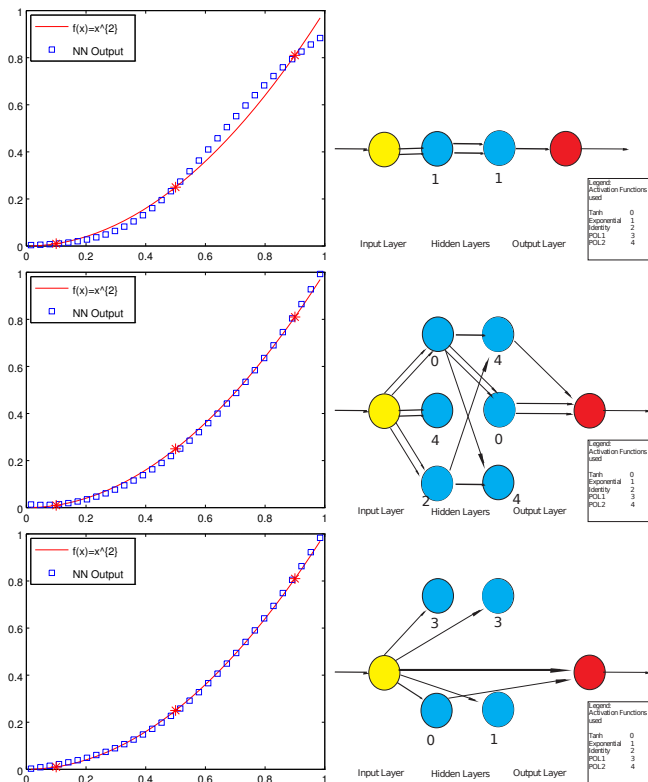 f(x)=x^{2}
NN Output
1
0.8
0.6
0.4
0.2
0
0 0.2 0.4 0.6 0.8 1
1 1
Input Layer Hidden Layers Output Layer
Legend:
Activation Functions
used
Tanh 0
Exponential 1
Identity 2
POL1 3
POL2 4
f(x)=x^{2}
NN Output
1
0.8
0.6
0.4
0.2
0
0 0.2 0.4 0.6 0.8 1
0 4
4 0
2 4
Input Layer Hidden Layers Output Layer
Legend:
Activation Functions
used
Tanh 0
Exponential 1
Identity 2
POL1 3
POL2 4
f(x)=x^{2}
NN Output
1
0.8
0.6
0.4
0.2
0
0 0.2 0.4 0.6 0.8 1
3 3
0 1
Input Layer Hidden Layers Output Layer
Legend:
Activation Functions
used
Tanh 0
Exponential 1
Identity 2
POL1 3
POL2 4